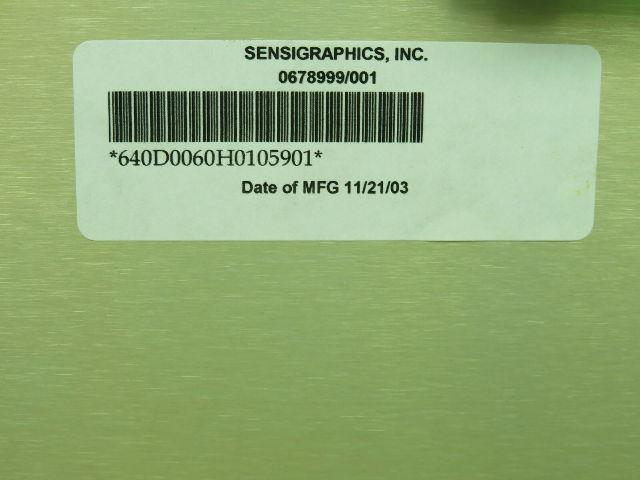 SENSIGRAPHICS, INC.
0678999/001
*640D0060H0105901*
Date of MFG 11/21/03